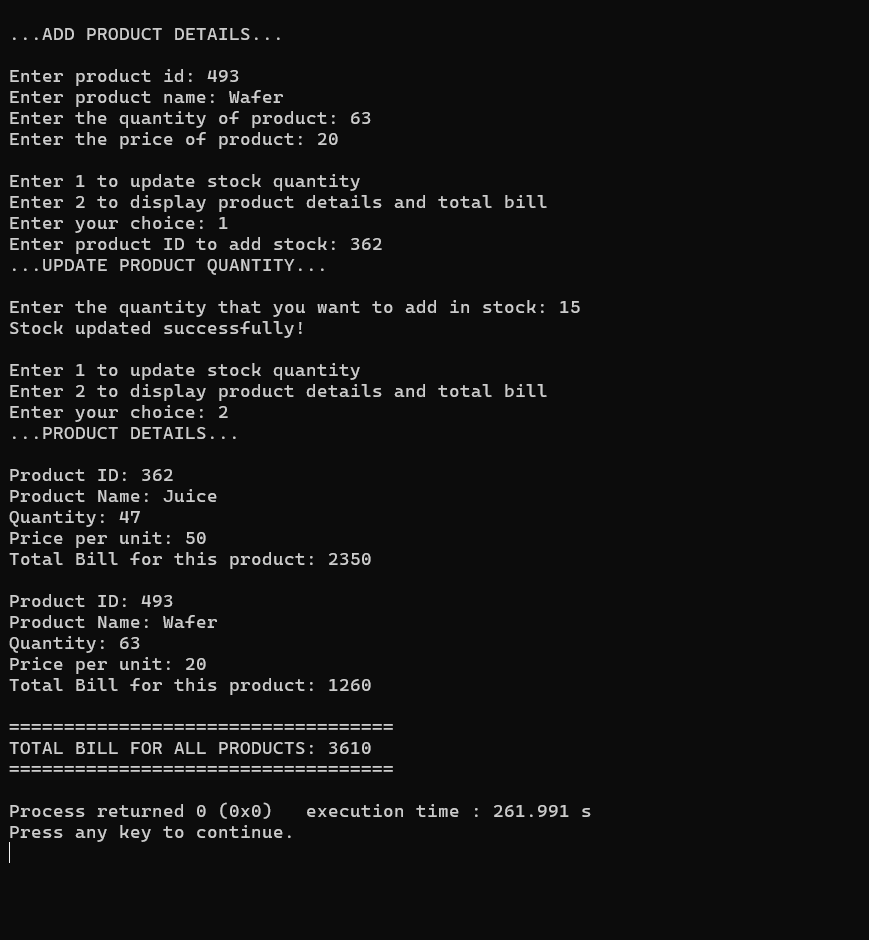 ...ADD PRODUCT DETAILS...
Enter product id: 493
Enter product name: Wafer
Enter the quantity of product: 63
Enter the price of product: 20
Enter 1 to update stock quantity
Enter 2 to display product details and total bill
Enter your choice: 1
Enter product ID to add stock: 362
...UPDATE PRODUCT QUANTITY...
Enter the quantity that you want to add in stock: 15
Stock updated successfully!
Enter 1 to update stock quantity
Enter 2 to display product details and total bill
Enter your choice: 2
...PRODUCT DETAILS...
Product ID: 362
Product Name: Juice
Quantity: 47
Price per unit: 50
Total Bill for this product: 2350
Product ID: 493
Product Name: Wafer
Quantity: 63
Price per unit: 20
Total Bill for this product: 1260
===================================
TOTAL BILL FOR ALL PRODUCTS: 3610
===================================
Process returned 0 (0x0)   execution time : 261.991 s
Press any key to continue.